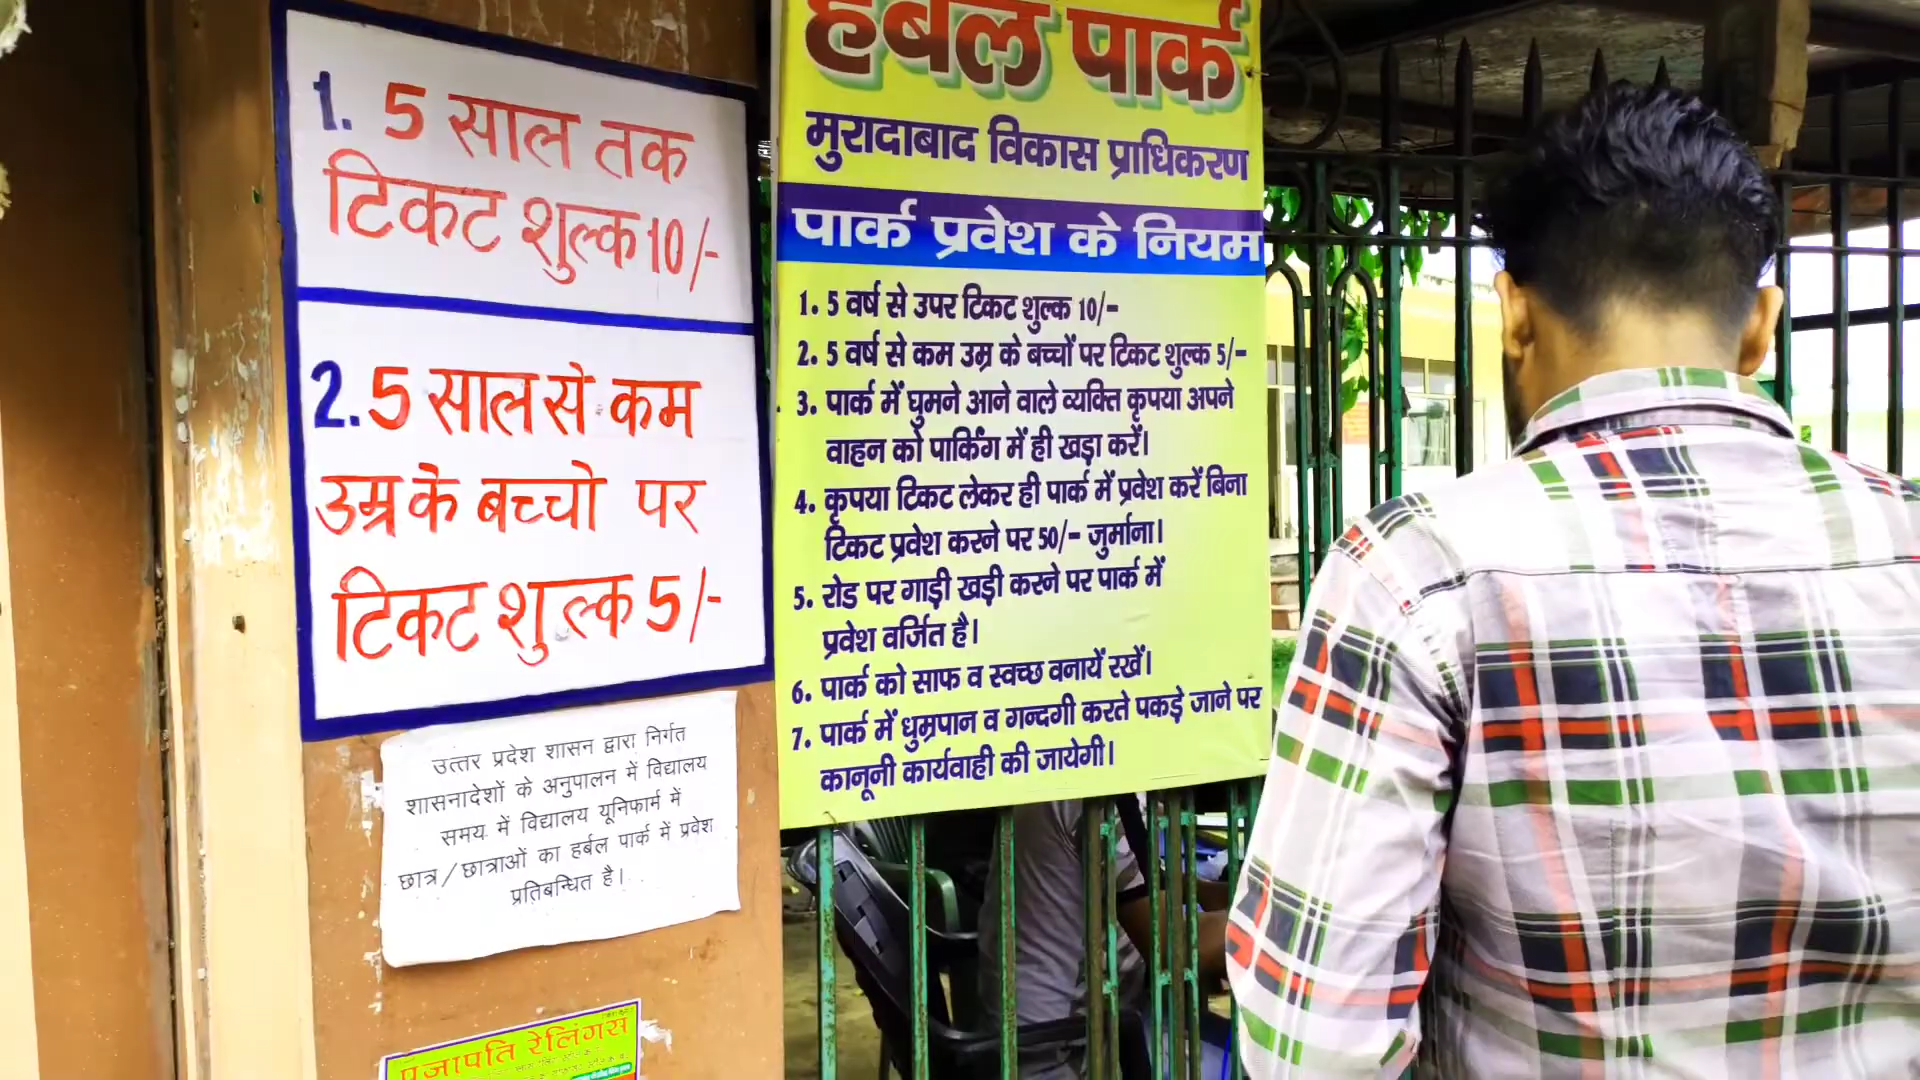 1. 5 साल तक
टिकट शुल्क 10/-
2. 5 साल से कम
उम्र के बच्चो पर
टिकट शुल्क 5/-
उत्तर प्रदेश शासन द्वारा निर्गत
शासनादेशों के अनुपालन में विद्यालय
समय में विद्यालय यूनिफार्म में
छात्र/छात्राओं का हर्बल पार्क में प्रवेश
प्रतिबन्धित है।
प्रजापति रेलिंगस
हर्बल पार्क
मुरादाबाद विकास प्राधिकरण
पार्क प्रवेश के नियम
1. 5 वर्ष से उपर टिकट शुल्क 10/-
2. 5 वर्ष से कम उम्र के बच्चों पर टिकट शुल्क 5/-
3. पार्क में घुमने आने वाले व्यक्ति कृपया अपने
वाहन को पार्किंग में ही खड़ा करें।
4. कृपया टिकट लेकर ही पार्क में प्रवेश करें बिना
टिकट प्रवेश करने पर 50/- जुर्माना।
5. रोड पर गाड़ी खड़ी करने पर पार्क में
प्रवेश वर्जित है।
6. पार्क को साफ व स्वच्छ वनायें रखें।
7. पार्क में धुम्रपान व गन्दगी करते पकड़े जाने पर
कानूनी कार्यवाही की जायेगी।